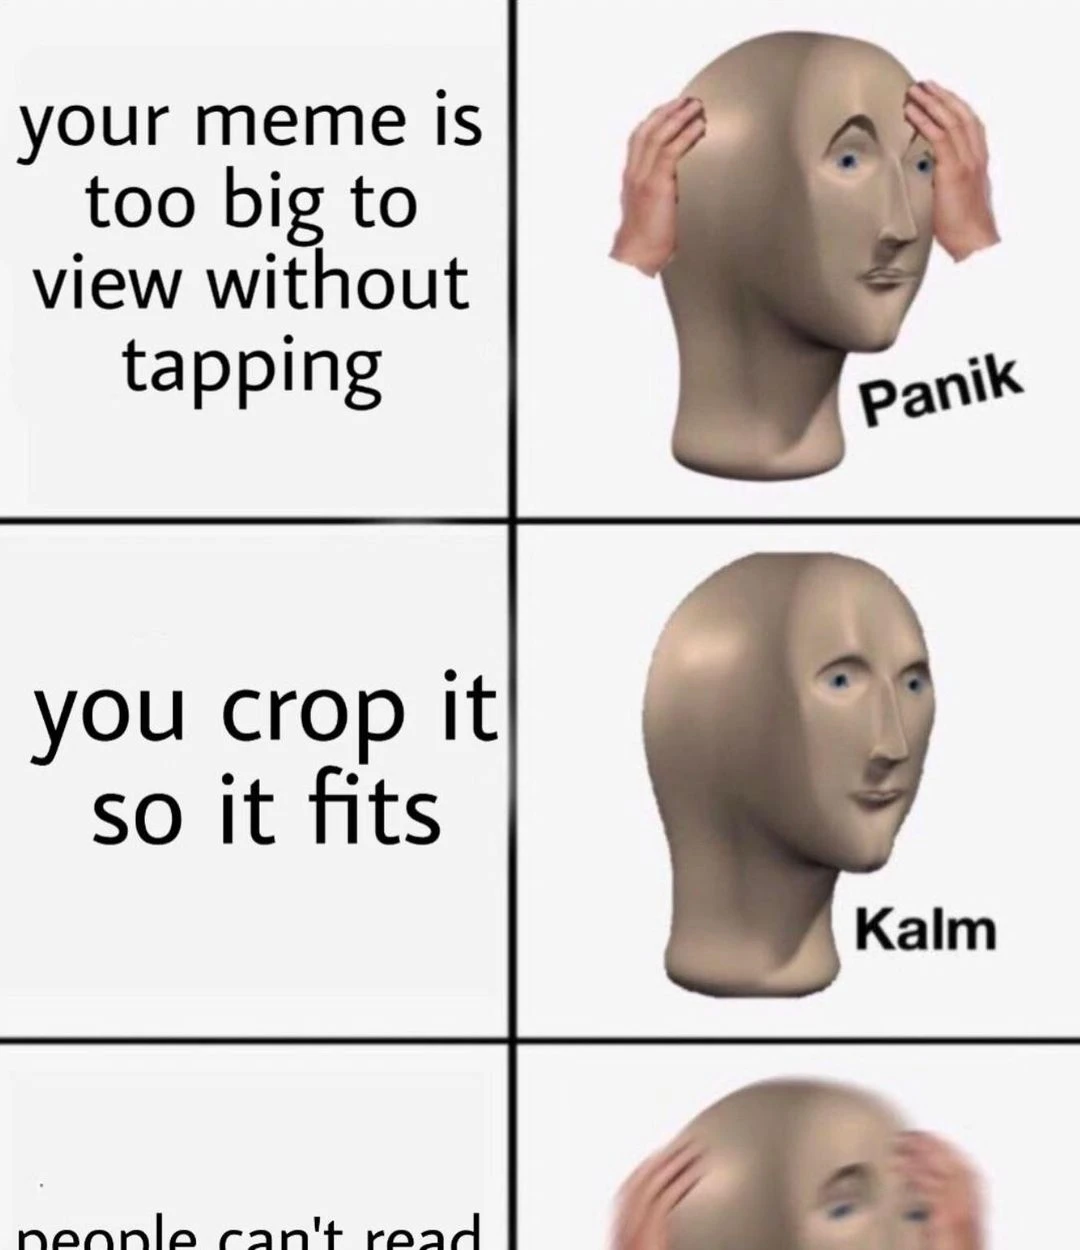 your meme is
too big to
view without
tapping
Panik
you crop it
so it fits
Kalm
people can't read